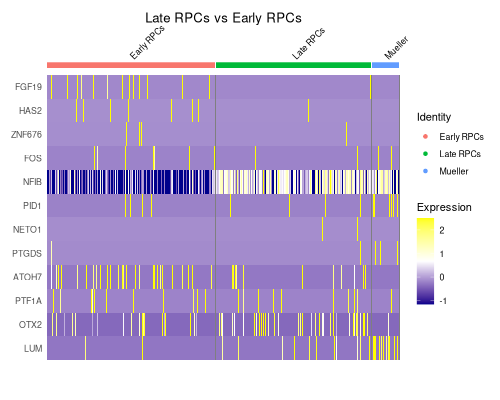 Late RPCs vs Early RPCs
Early RPCs
Late RPCs
Mueller
FGF19
HAS2
ZNF676
FOS
NFIB
PID1
NETO1
PTGDS
ATOH7
PTF1A
OTX2
LUM
Identity
Early RPCs
Late RPCs
Mueller
Expression
2
1
0
-1